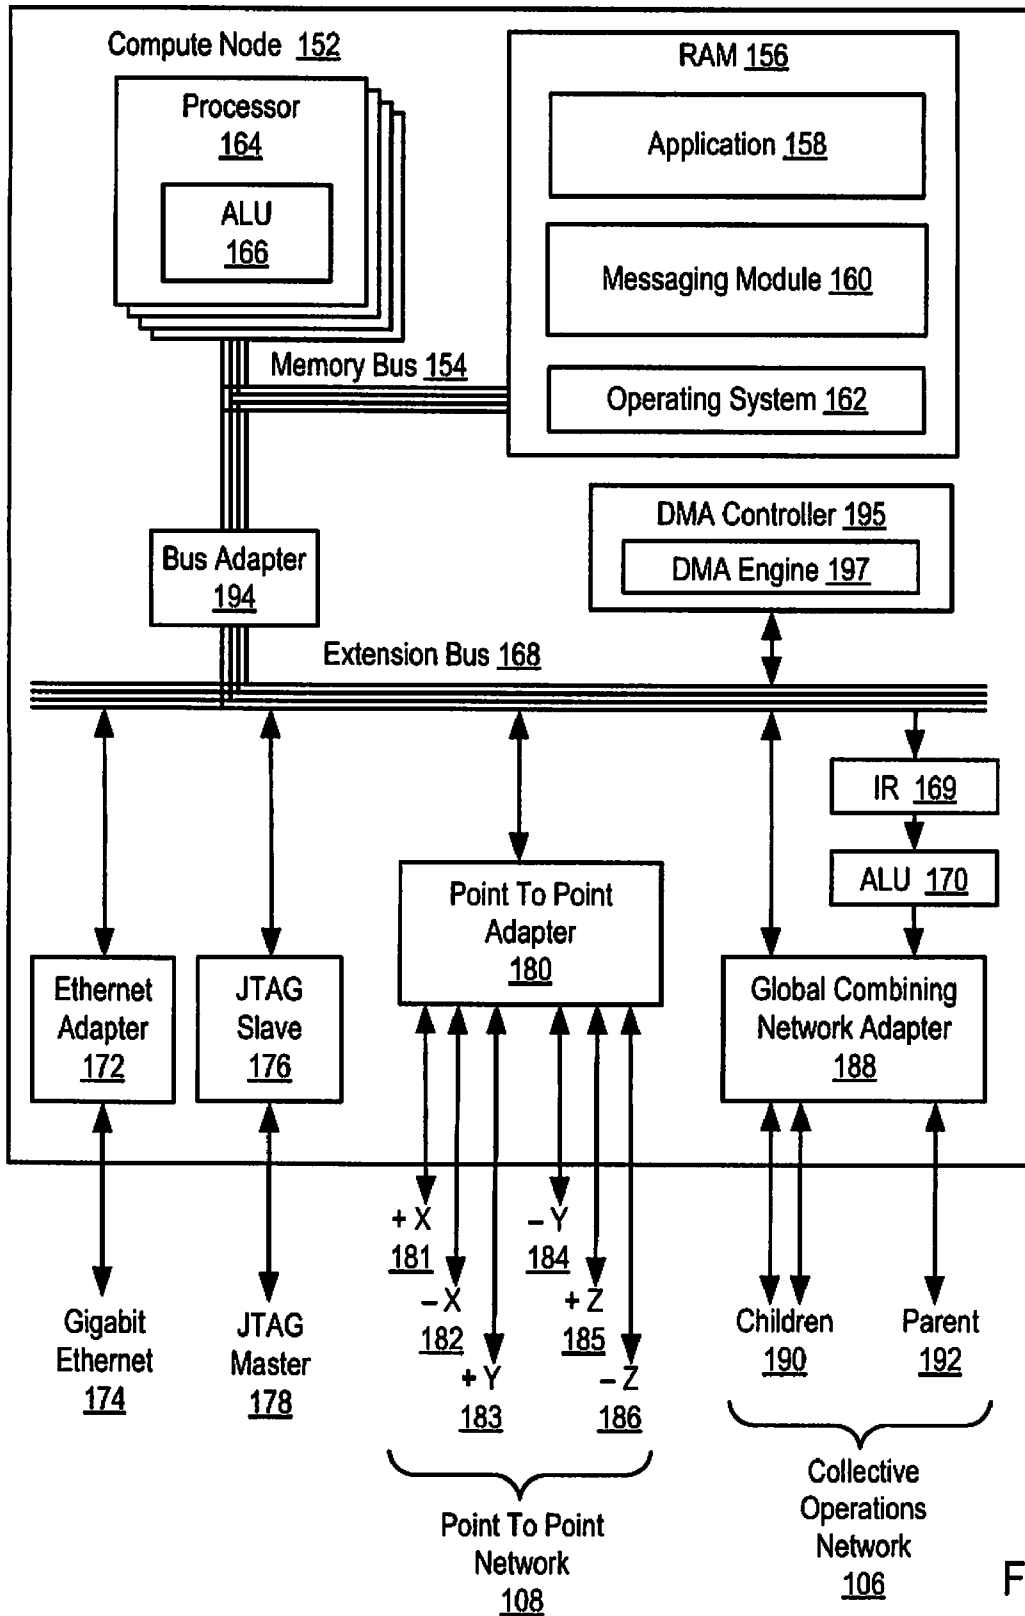 Compute Node 152
Processor
164
ALU
166
RAM 156
Application 158
Messaging Module 160
Operating System 162
Memory Bus 154
Bus Adapter
194
DMA Controller 195
DMA Engine 197
Extension Bus 168
IR 169
ALU 170
Point To Point
Adapter
180
Ethernet
Adapter
172
JTAG
Slave
176
Global Combining
Network Adapter
188
+ X
181
– X
182
+ Y
183
– Y
184
+ Z
185
– Z
186
Gigabit
Ethernet
174
JTAG
Master
178
Children
190
Parent
192
Point To Point
Network
108
Collective
Operations
Network
106
F